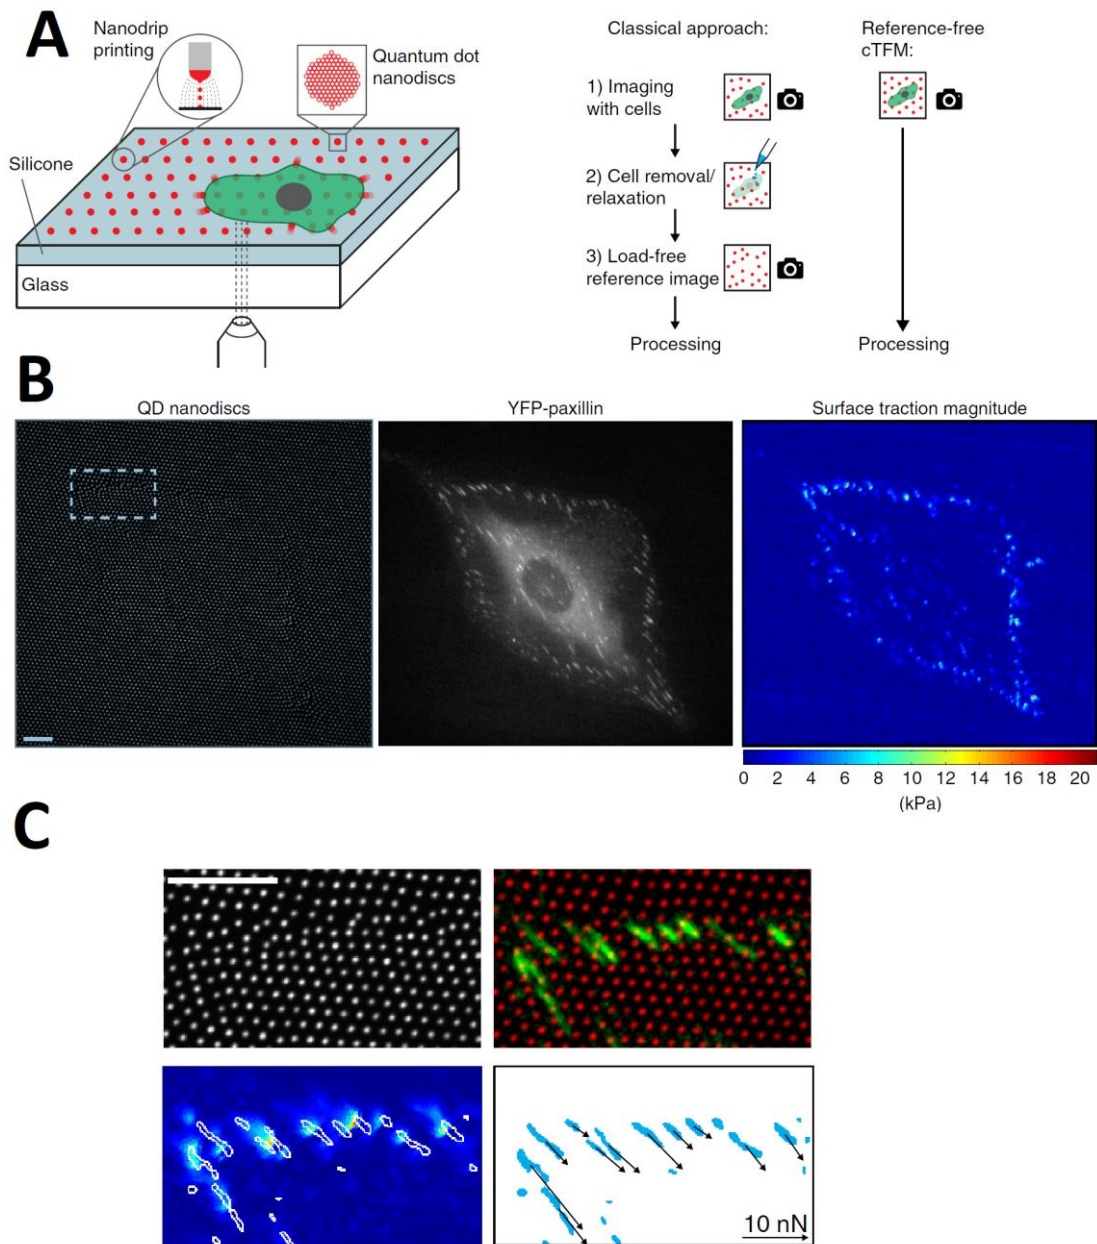 A
Nanodrip
printing
Quantum dot
nanodiscs
Silicone
Glass
Classical approach:
1) Imaging
with cells
2) Cell removal/
relaxation
3) Load-free
reference image
Processing
Reference-free
cTFM:
Processing
B
QD nanodiscs
YFP-paxillin
Surface traction magnitude
0 2 4 6 8 10 12 14 16 18 20
(kPa)
C
10 nN